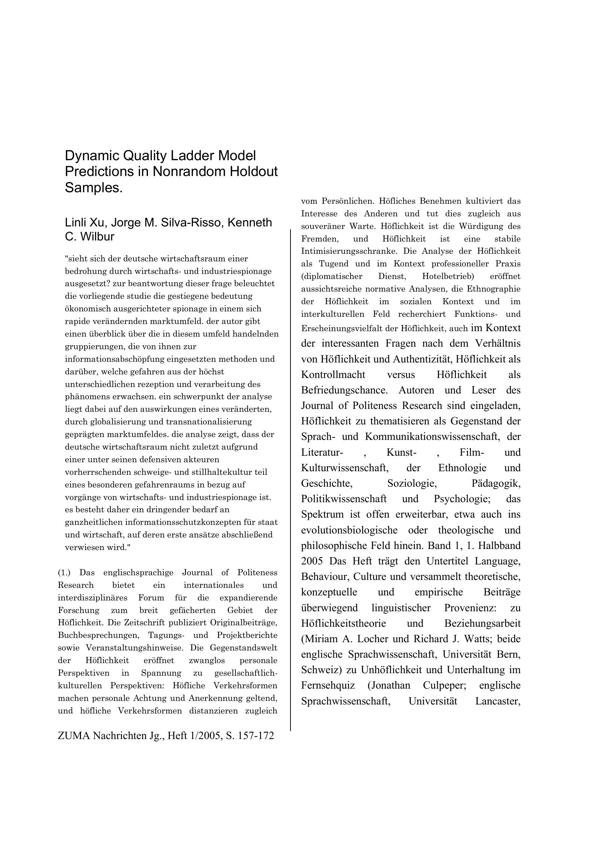 Dynamic Quality Ladder Model
Predictions in Nonrandom Holdout
Samples.
Linli Xu, Jorge M. Silva-Risso, Kenneth
C. Wilbur
"sieht sich der deutsche wirtschaftsraum einer
bedrohung durch wirtschafts- und industriespionage
ausgesetzt? zur beantwortung dieser frage beleuchtet
die vorliegende studie die gestiegene bedeutung
ökonomisch ausgerichteter spionage in einem sich
rapide verändernden marktumfeld. der autor gibt
einen überblick über die in diesem umfeld handelnden
gruppierungen, die von ihnen zur
informationsabschöpfung eingesetzten methoden und
darüber, welche gefahren aus der höchst
unterschiedlichen rezeption und verarbeitung des
phänomens erwachsen. ein schwerpunkt der analyse
liegt dabei auf den auswirkungen eines veränderten,
durch globalisierung und transnationalisierung
geprägten marktumfeldes. die analyse zeigt, dass der
deutsche wirtschaftsraum nicht zuletzt aufgrund
einer unter seinen defensiven akteuren
vorherrschenden schweige- und stillhaltekultur teil
eines besonderen gefahrenraums in bezug auf
vorgänge von wirtschafts- und industriespionage ist.
es besteht daher ein dringender bedarf an
ganzheitlichen informationsschutzkonzepten für staat
und wirtschaft, auf deren erste ansätze abschließend
verwiesen wird."
(1.) Das englischsprachige Journal of Politeness
Research bietet ein internationales und
interdisziplinäres Forum für die expandierende
Forschung zum breit gefächerten Gebiet der
Höflichkeit. Die Zeitschrift publiziert Originalbeiträge,
Buchbesprechungen, Tagungs- und Projektberichte
sowie Veranstaltungshinweise. Die Gegenstandswelt
der Höflichkeit eröffnet zwanglos personale
Perspektiven in Spannung zu gesellschaftlich-
kulturellen Perspektiven: Höfliche Verkehrsformen
machen personale Achtung und Anerkennung geltend,
und höfliche Verkehrsformen distanzieren zugleich
vom Persönlichen. Höfliches Benehmen kultiviert das
Interesse des Anderen und tut dies zugleich aus
souveräner Warte. Höflichkeit ist die Würdigung des
Fremden, und Höflichkeit ist eine stabile
Intimisierungsschranke. Die Analyse der Höflichkeit
als Tugend und im Kontext professioneller Praxis
(diplomatischer Dienst, Hotelbetrieb) eröffnet
aussichtsreiche normative Analysen, die Ethnographie
der Höflichkeit im sozialen Kontext und im
interkulturellen Feld recherchiert Funktions- und
Erscheinungsvielfalt der Höflichkeit, auch im Kontext
der interessanten Fragen nach dem Verhältnis
von Höflichkeit und Authentizität, Höflichkeit als
Kontrollmacht versus Höflichkeit als
Befriedungschance. Autoren und Leser des
Journal of Politeness Research sind eingeladen,
Höflichkeit zu thematisieren als Gegenstand der
Sprach- und Kommunikationswissenschaft, der
Literatur- , Kunst- , Film- und
Kulturwissenschaft, der Ethnologie und
Geschichte, Soziologie, Pädagogik,
Politikwissenschaft und Psychologie; das
Spektrum ist offen erweiterbar, etwa auch ins
evolutionsbiologische oder theologische und
philosophische Feld hinein. Band 1, 1. Halbband
2005 Das Heft trägt den Untertitel Language,
Behaviour, Culture und versammelt theoretische,
konzeptuelle und empirische Beiträge
überwiegend linguistischer Provenienz: zu
Höflichkeitstheorie und Beziehungsarbeit
(Miriam A. Locher und Richard J. Watts; beide
englische Sprachwissenschaft, Universität Bern,
Schweiz) zu Unhöflichkeit und Unterhaltung im
Fernsehquiz (Jonathan Culpeper; englische
Sprachwissenschaft, Universität Lancaster,
ZUMA Nachrichten Jg., Heft 1/2005, S. 157-172